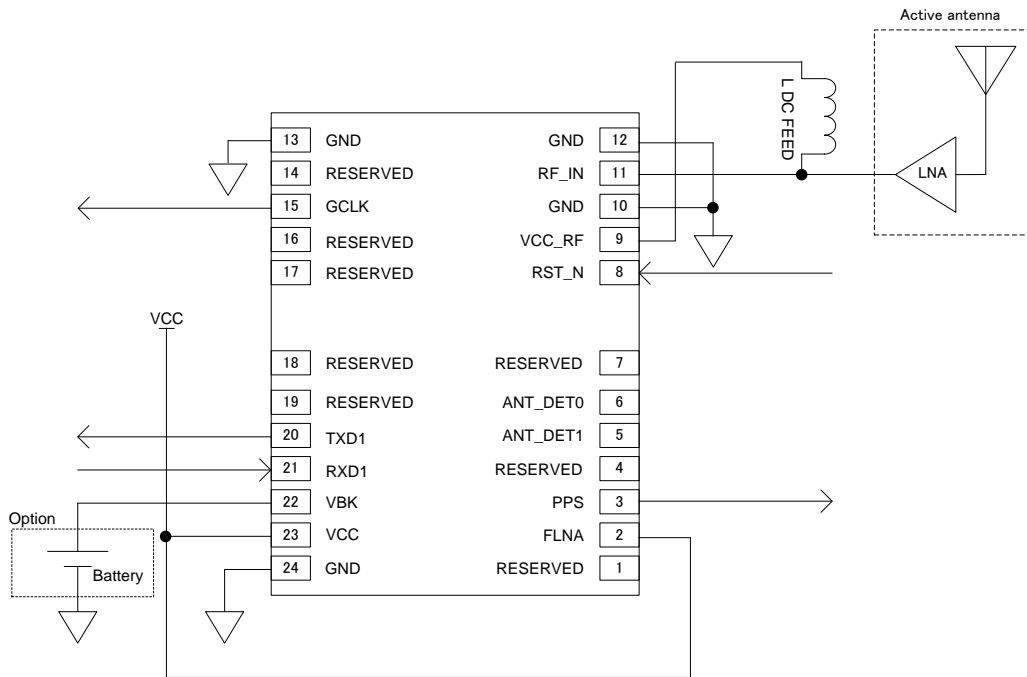 Active antenna
L DC FEED
LNA
13 GND
GND 12
14 RESERVED
RF_IN 11
15 GCLK
GND 10
16 RESERVED
VCC_RF 9
17 RESERVED
RST_N 8
VCC
18 RESERVED
RESERVED 7
19 RESERVED
ANT_DET0 6
20 TXD1
ANT_DET1 5
21 RXD1
RESERVED 4
22 VBK
PPS 3
Option
23 VCC
FLNA 2
Battery
24 GND
RESERVED 1